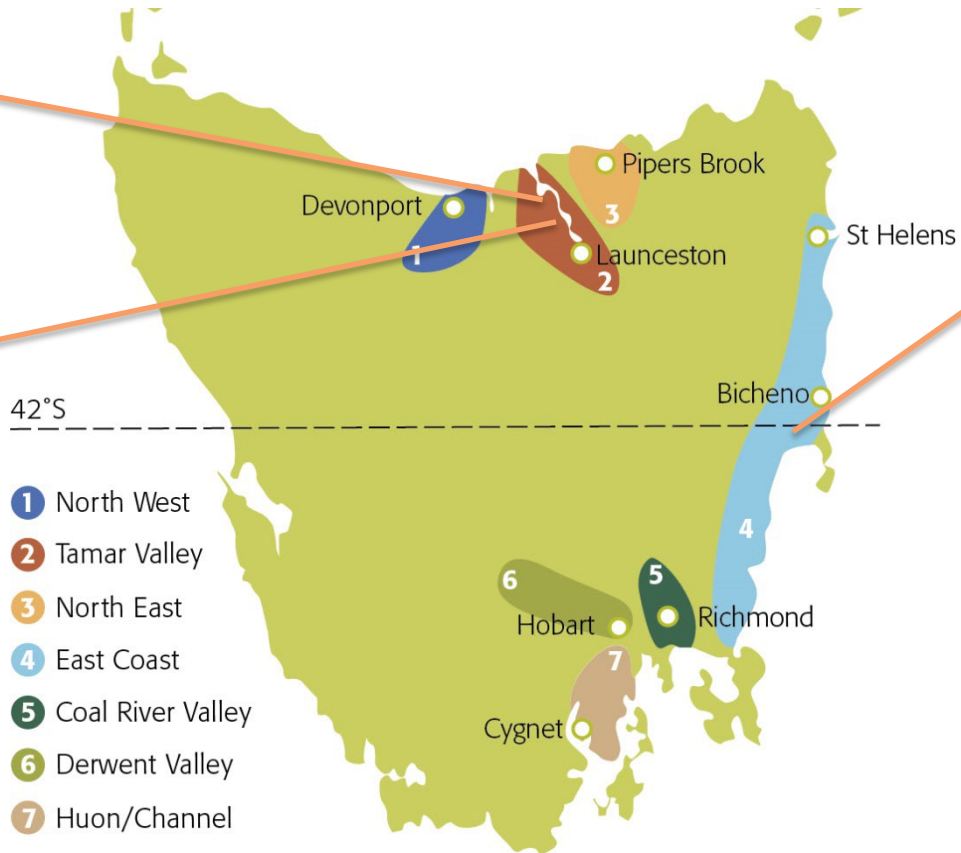 Pipers Brook
Devonport
3
St Helens
1
Launceston
2
Bicheno
42°S
1 North West
2 Tamar Valley
4
3 North East
6
5
Hobart
Richmond
4 East Coast
7
5 Coal River Valley
Cygnet
6 Derwent Valley
7 Huon/Channel